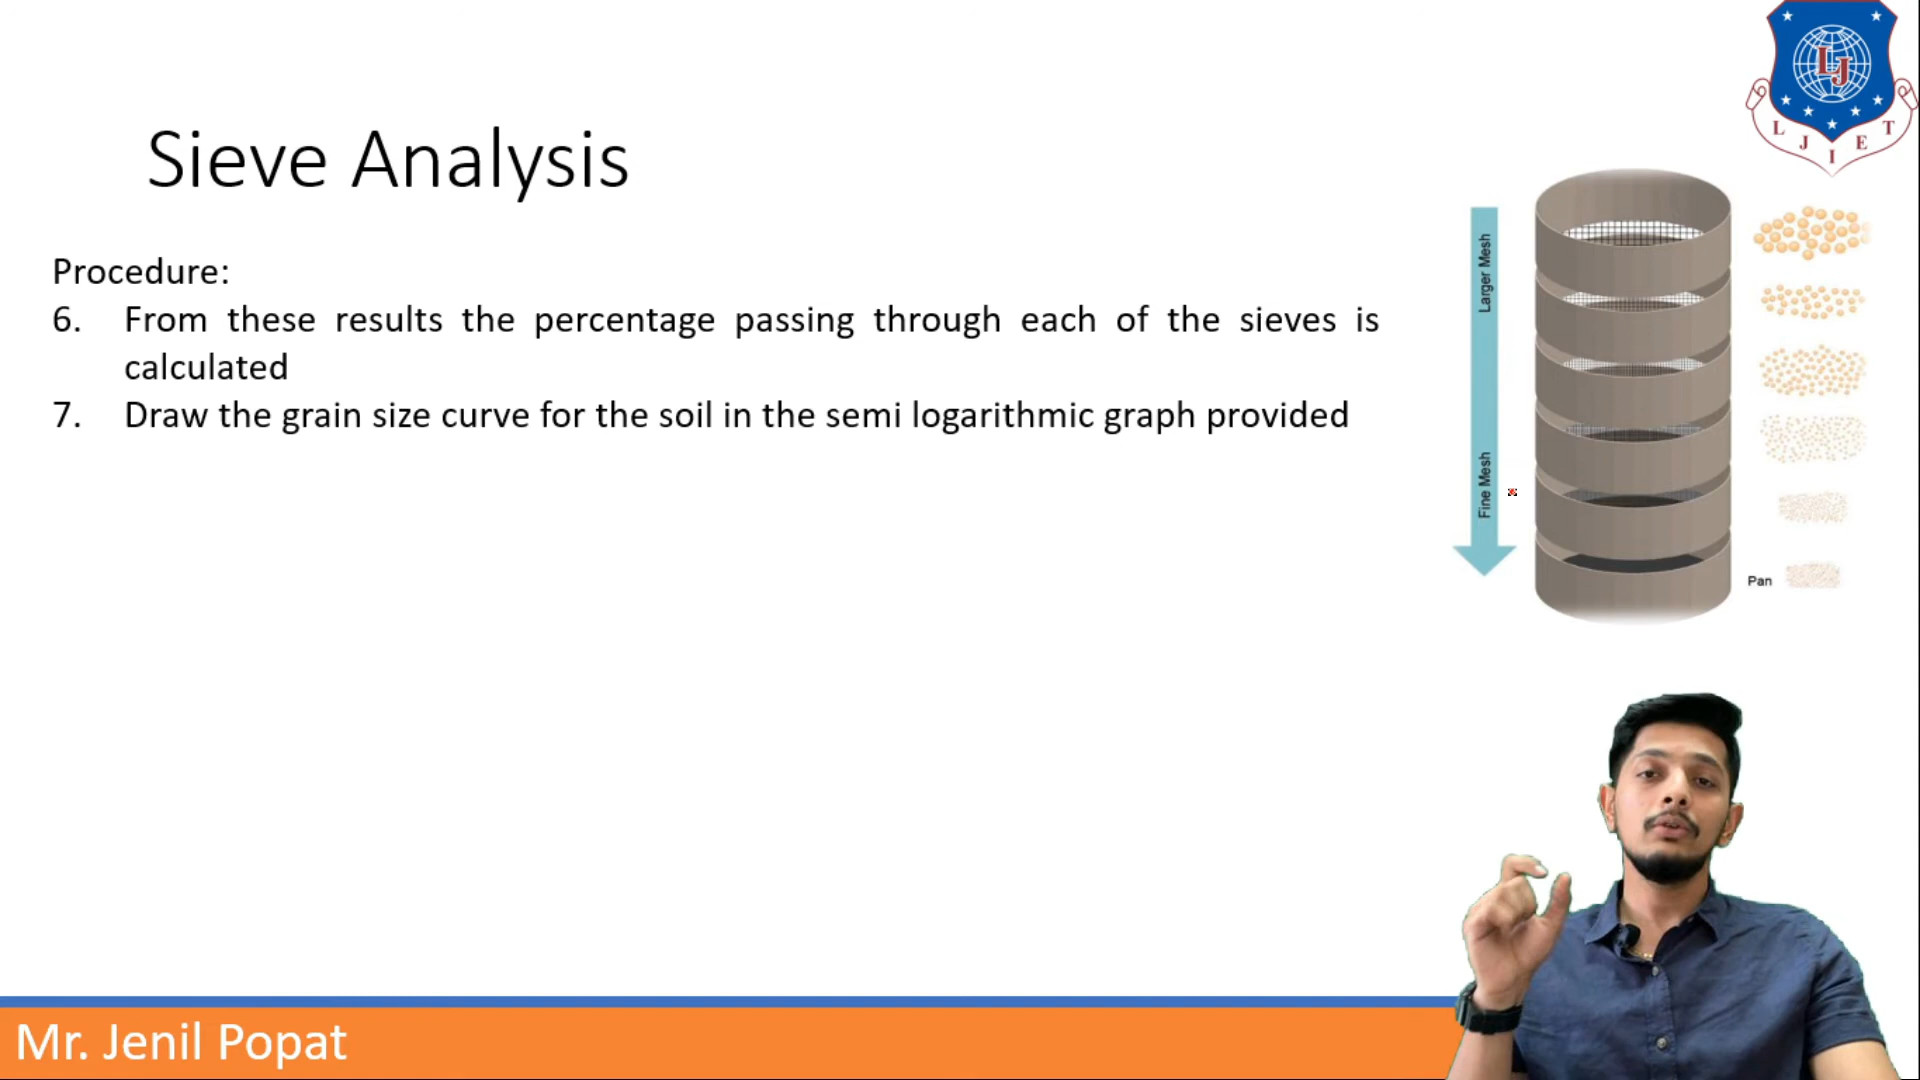 LJ
L J I E T
Sieve Analysis
Procedure:
6. From these results the percentage passing through each of the sieves is
calculated
7. Draw the grain size curve for the soil in the semi logarithmic graph provided
Larger Mesh
Fine Mesh
Pan
Mr. Jenil Popat